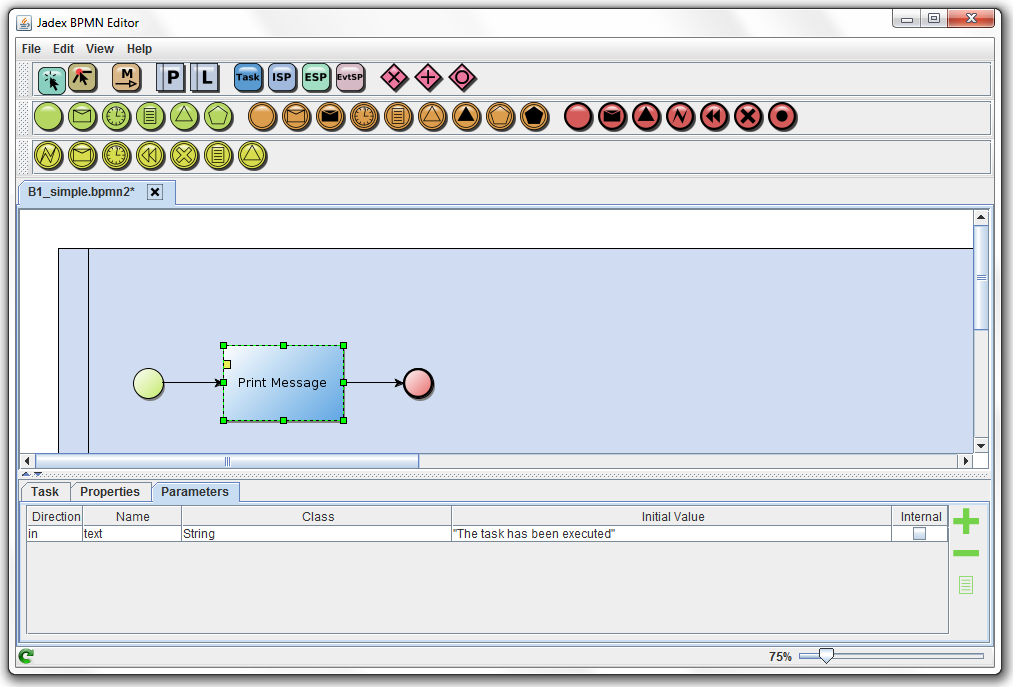 Jadex BPMN Editor
File Edit View Help
M P L Task ISP ESP EvtSP
B1_simple.bpmn2*
Print Message
Task Properties Parameters
Direction Name Class Initial Value Internal
in text String "The task has been executed"
75%